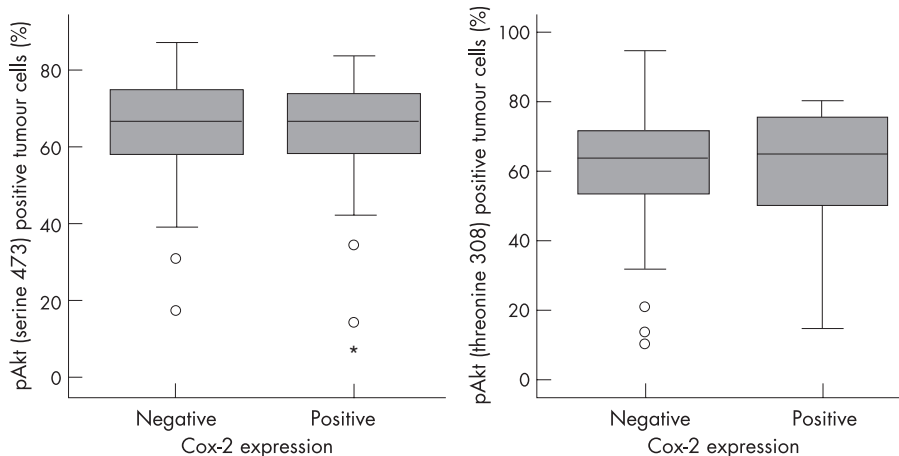 pAkt (serine 473) positive tumour cells (%)
80
60
40
20
0
Negative Positive
Cox-2 expression
pAkt (threonine 308) positive tumour cells (%)
100
80
60
40
20
0
Negative Positive
Cox-2 expression